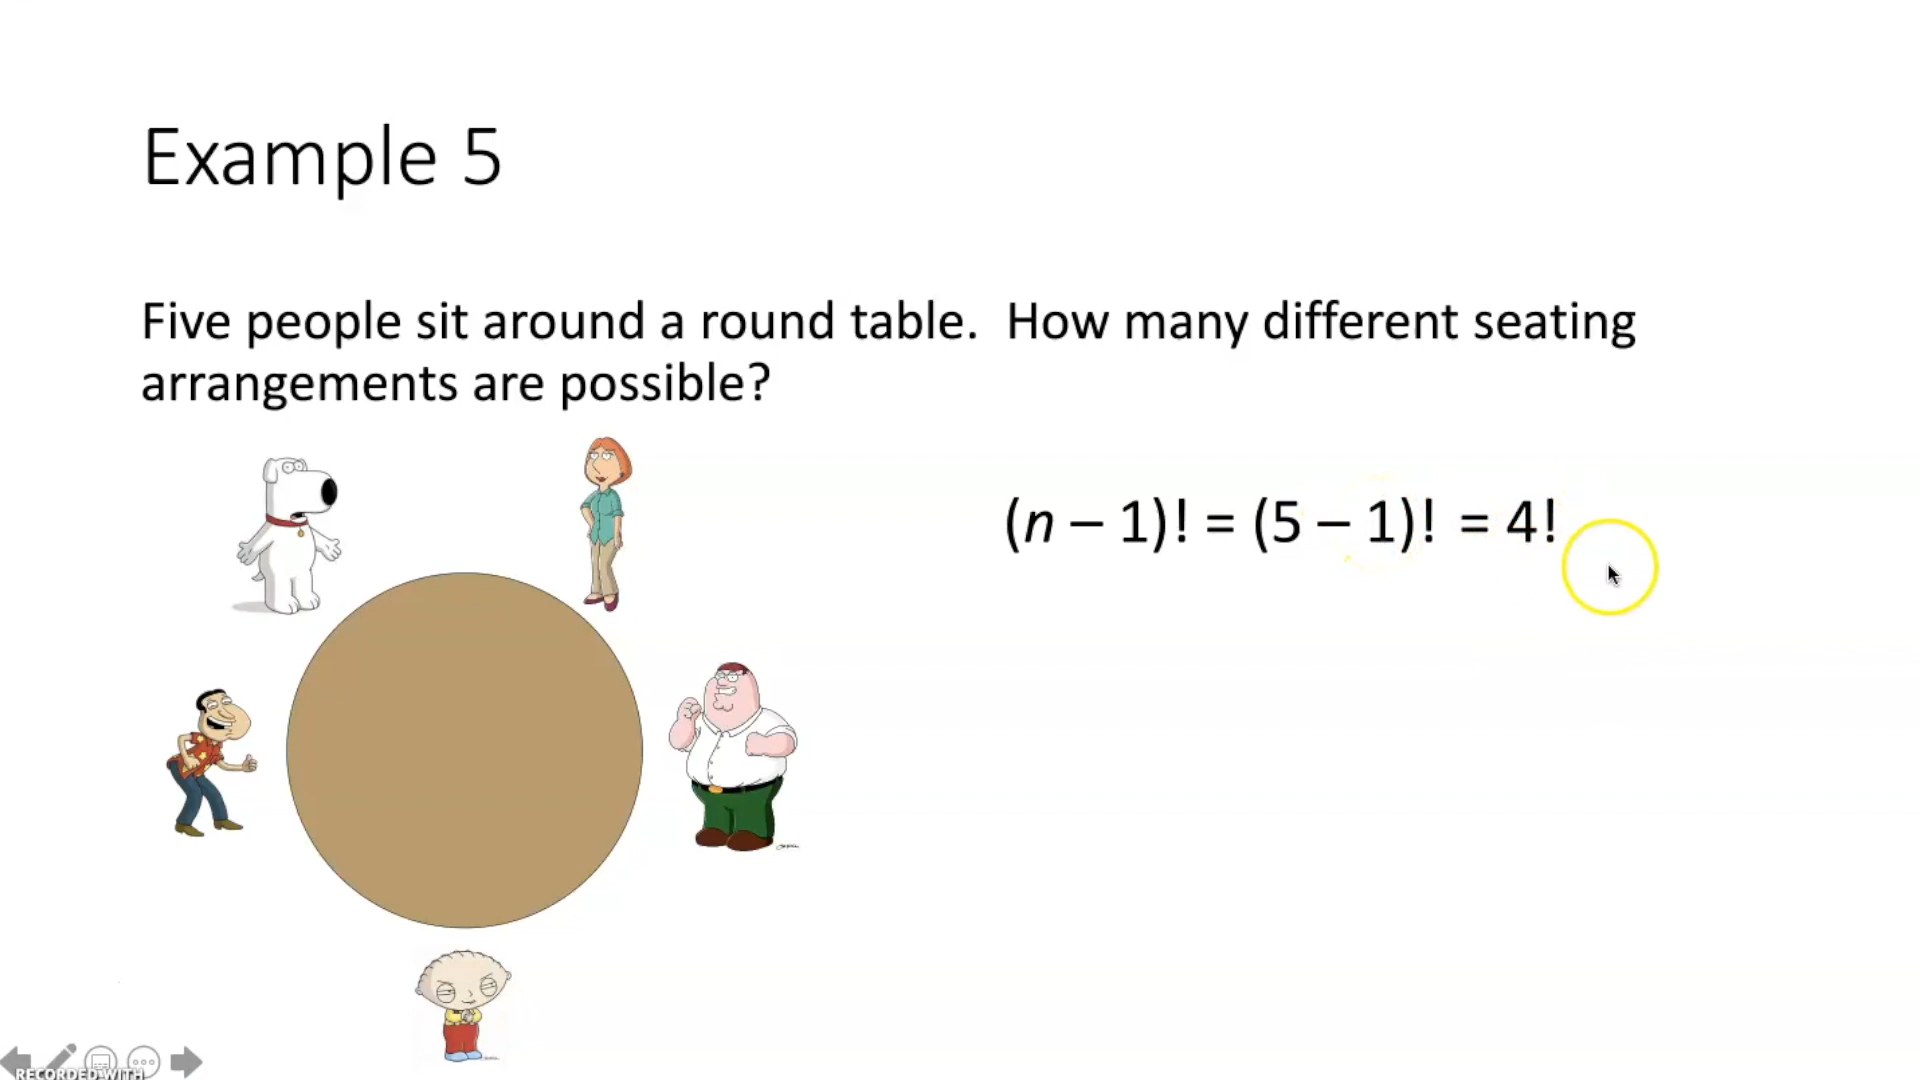 Example 5
Five people sit around a round table.  How many different seating
arrangements are possible?
(n – 1)! = (5 – 1)! = 4!
RECORDED WITH